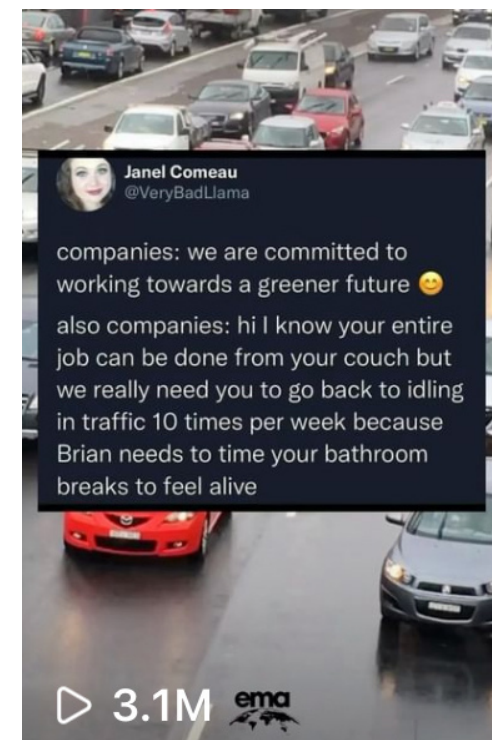 Janel Comeau
@VeryBadLlama
companies: we are committed to
working towards a greener future 😊
also companies: hi I know your entire
job can be done from your couch but
we really need you to go back to idling
in traffic 10 times per week because
Brian needs to time your bathroom
breaks to feel alive
3.1M
ema